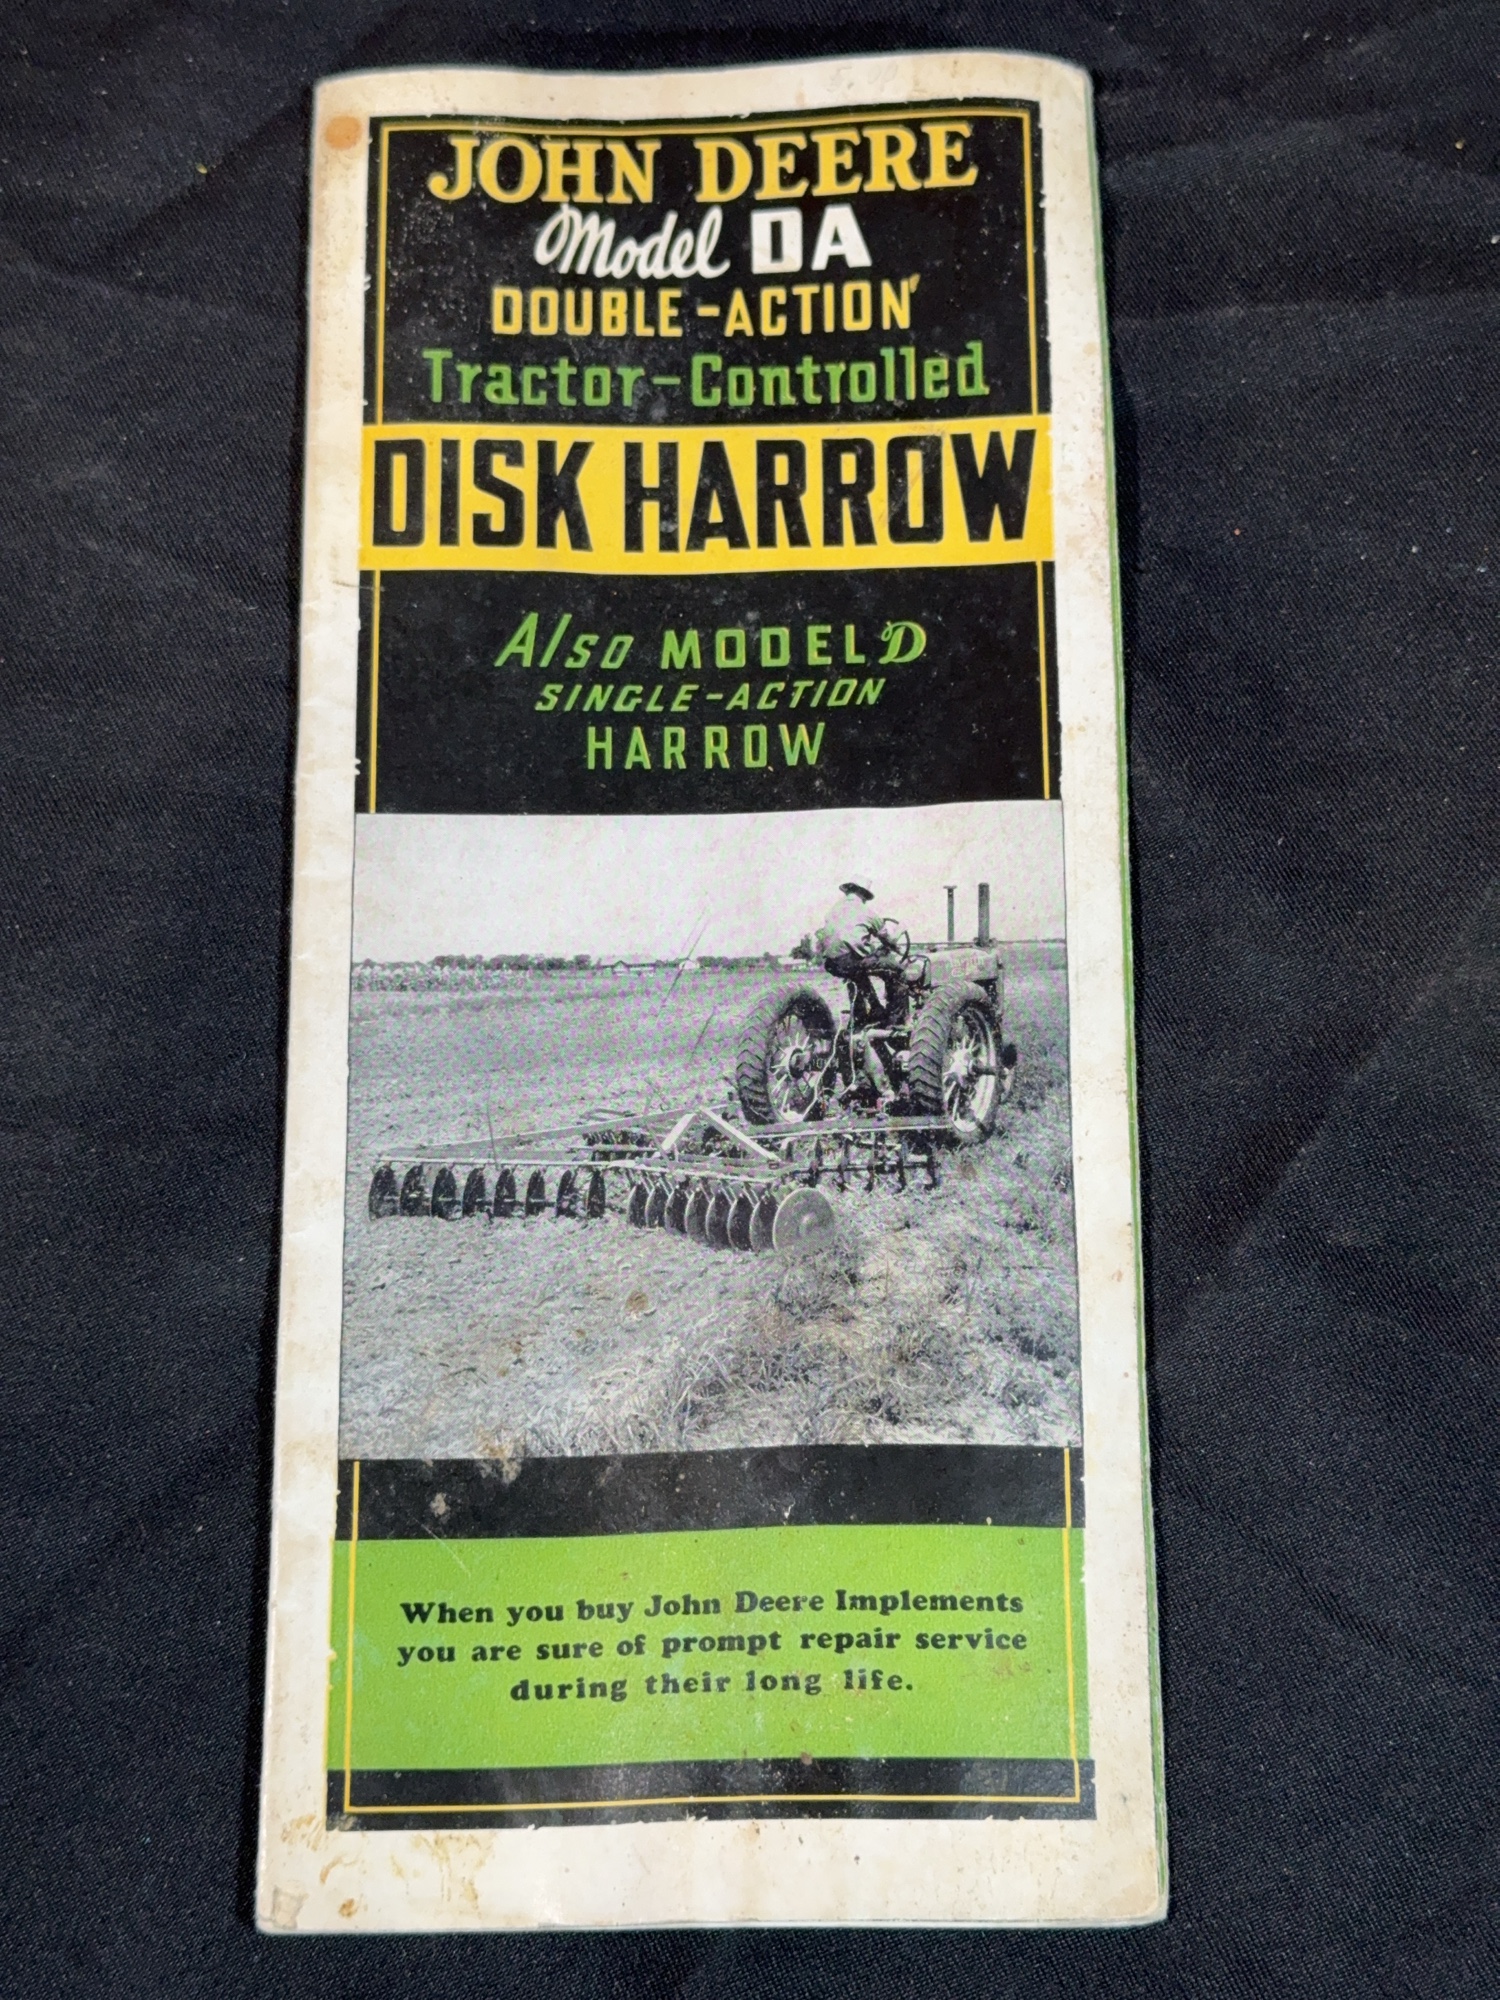 JOHN DEERE
Model DA
DOUBLE-ACTION
Tractor-Controlled
DISK HARROW
Also MODEL D
SINGLE-ACTION
HARROW
When you buy John Deere Implements
you are sure of prompt repair service
during their long life.